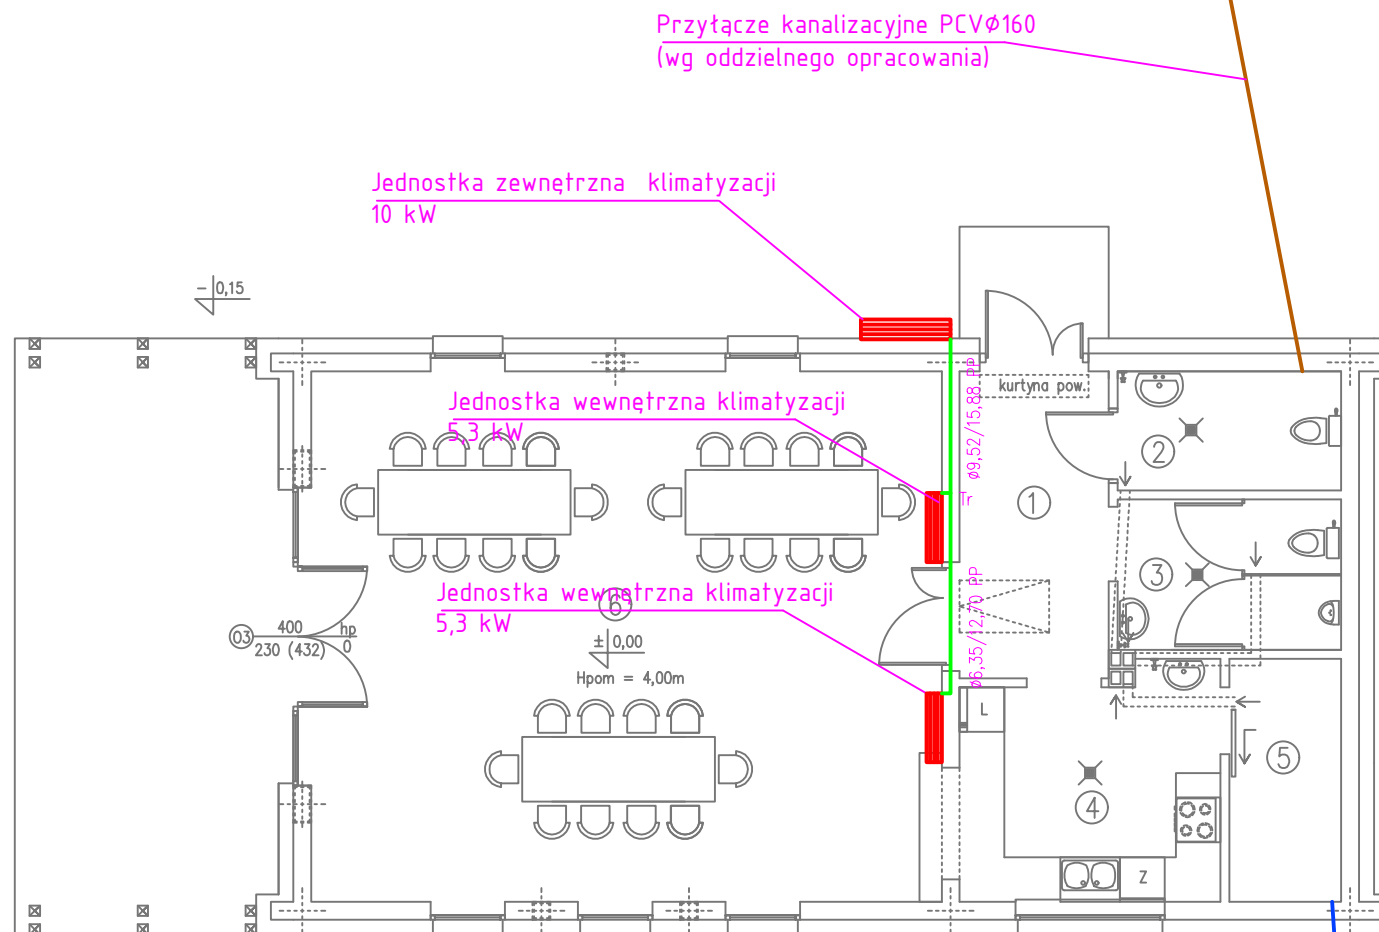 Przyłącze kanalizacyjne PCVø160
(wg oddzielnego opracowania)
Jednostka zewnętrzna klimatyzacji
10 kW
- 0,15
kurtyna pow.
Jednostka wewnętrzna klimatyzacji
5,3 kW
ø9,52/15,88 PP
Tr
1
2
3
Jednostka wewnętrzna klimatyzacji
5,3 kW
6
ø6,35/12,70 PP
03
400
hp
230 (432)
0
± 0,00
Hpom = 4,00m
L
5
4
Z